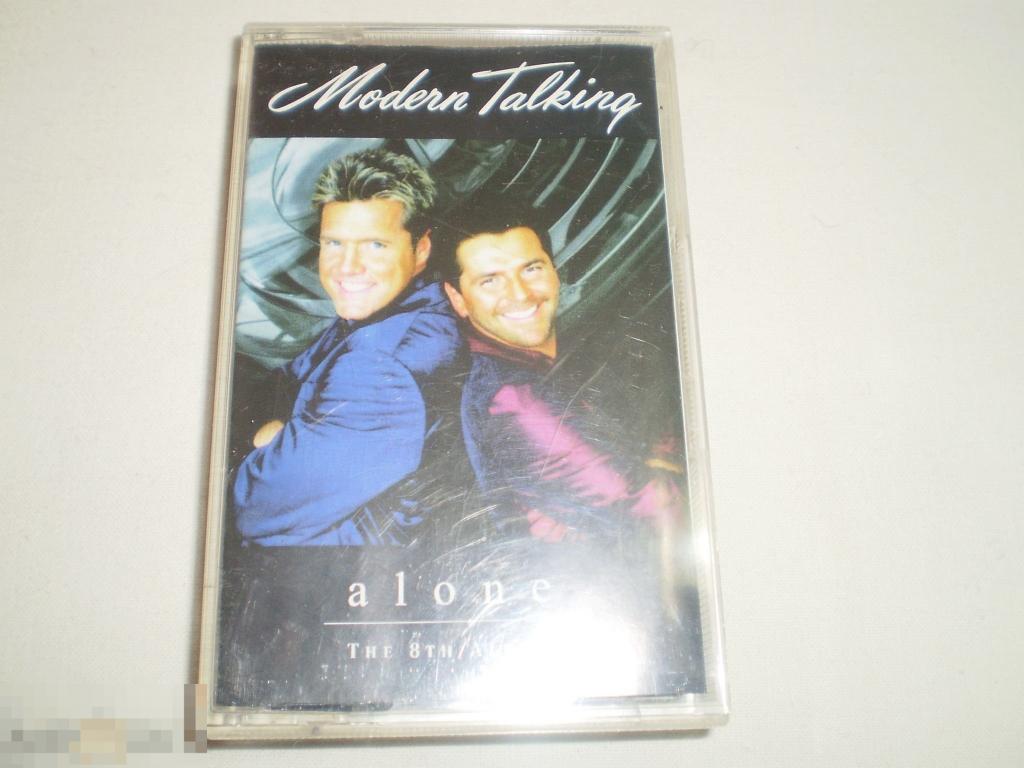 Modern Talking
alone
THE 8TH